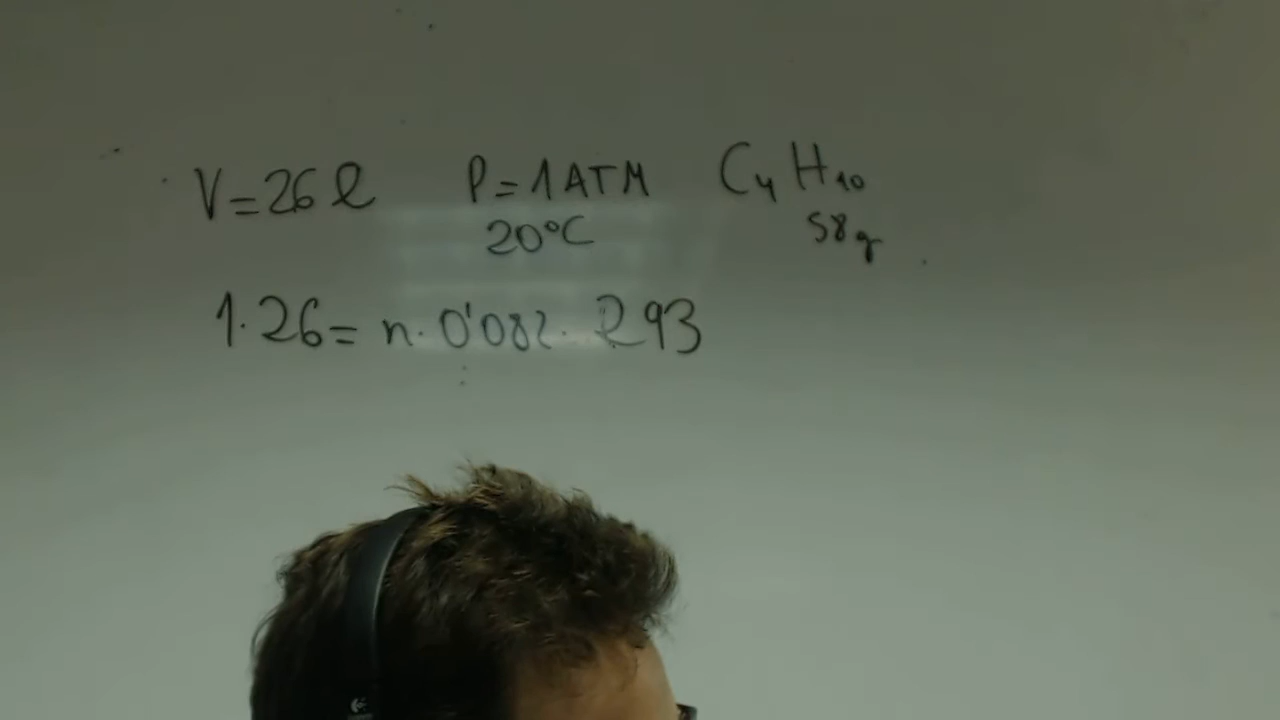 V=26 l P=1 ATM C₄H₁₀
20°C 58g
1·26= n·0'082·293